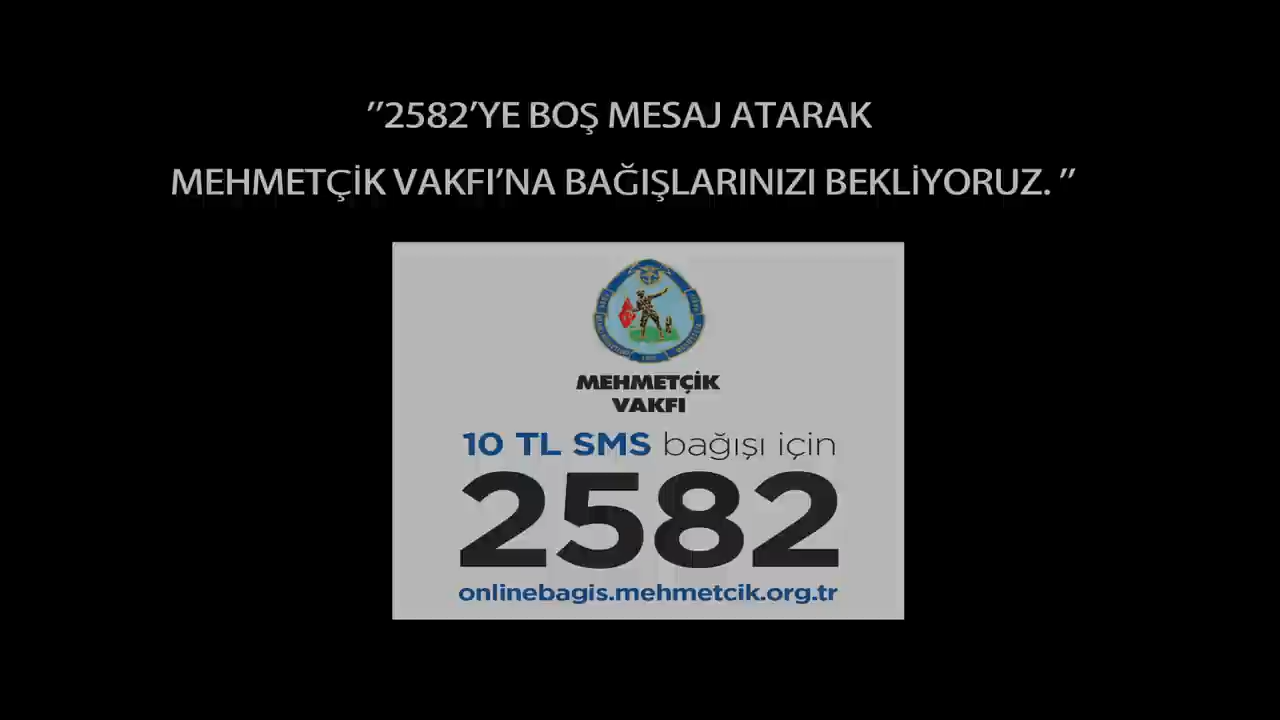 ’’2582’YE BOŞ MESAJ ATARAK
MEHMETÇİK VAKFI’NA BAĞIŞLARINIZI BEKLİYORUZ. ’’
MEHMETÇİK
VAKFI
10 TL SMS bağışı için
2582
onlinebagis.mehmetcik.org.tr